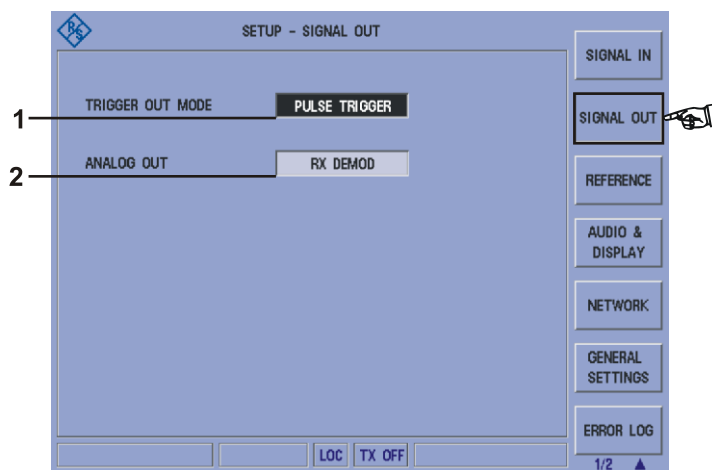 R&S
SETUP - SIGNAL OUT
SIGNAL IN
1
TRIGGER OUT MODE
PULSE TRIGGER
SIGNAL OUT
2
ANALOG OUT
RX DEMOD
REFERENCE
AUDIO &
DISPLAY
NETWORK
GENERAL
SETTINGS
ERROR LOG
LOC
TX OFF
1/2 ▲